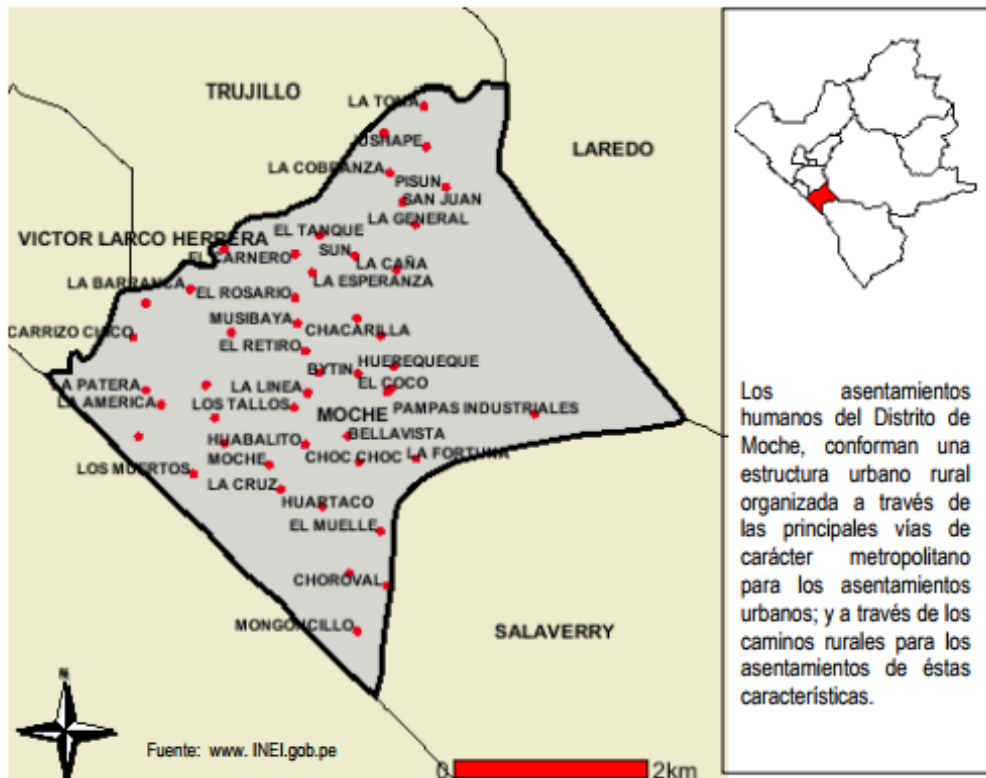 TRUJILLO
LA TOMA
JUSHAPE
LAREDO
LA COBRANZA
PISUN
SAN JUAN
LA GENERAL
EL TANQUE
VICTOR LARCO HERRERA
SUN
EL CARNERO
LA CAÑA
LA ESPERANZA
LA BARRANCA
EL ROSARIO
MUSIBAYA
CHACARILLA
CARRIZO CHICO
EL RETIRO
HUEREQUEQUE
BYTIN
EL COCO
LA PATERA
LA LINEA
LA AMERICA
LOS TALLOS
MOCHE
PAMPAS INDUSTRIALES
HUABALITO
BELLAVISTA
MOCHE
CHOC CHOC
LA FORTUNA
LOS MUERTOS
LA CRUZ
HUARTACO
EL MUELLE
CHOROVAL
MONGONCILLO
SALAVERRY
N
Fuente: www. INEI.gob.pe
0 2km
Los asentamientos
humanos del Distrito de
Moche, conforman una
estructura urbano rural
organizada a través de
las principales vías de
carácter metropolitano
para los asentamientos
urbanos; y a través de los
caminos rurales para los
asentamientos de éstas
características.